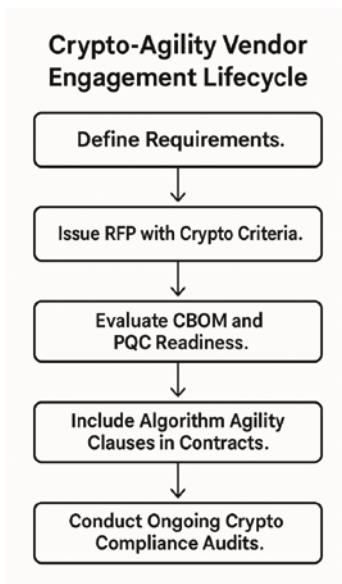 Crypto-Agility Vendor
Engagement Lifecycle
Define Requirements.
Issue RFP with Crypto Criteria.
Evaluate CBOM and
PQC Readiness.
Include Algorithm Agility
Clauses in Contracts.
Conduct Ongoing Crypto
Compliance Audits.